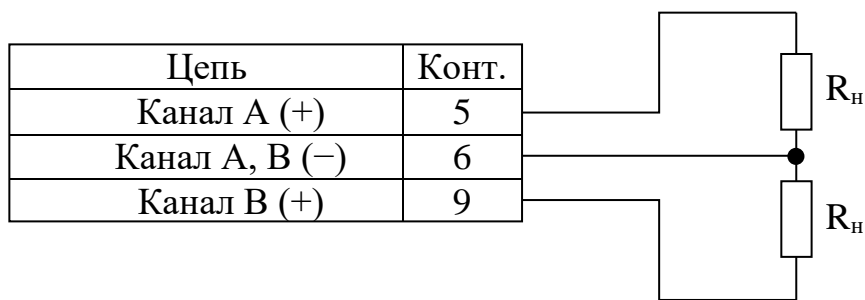 Цепь Конт.
Канал А (+) 5
Канал А, В (−) 6
Канал В (+) 9
Rн
Rн